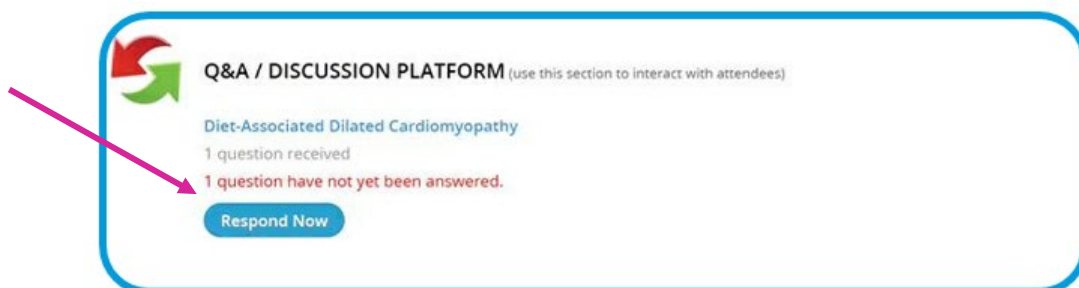 Q&A / DISCUSSION PLATFORM (use this section to interact with attendees)
Diet-Associated Dilated Cardiomyopathy
1 question received
1 question have not yet been answered.
Respond Now